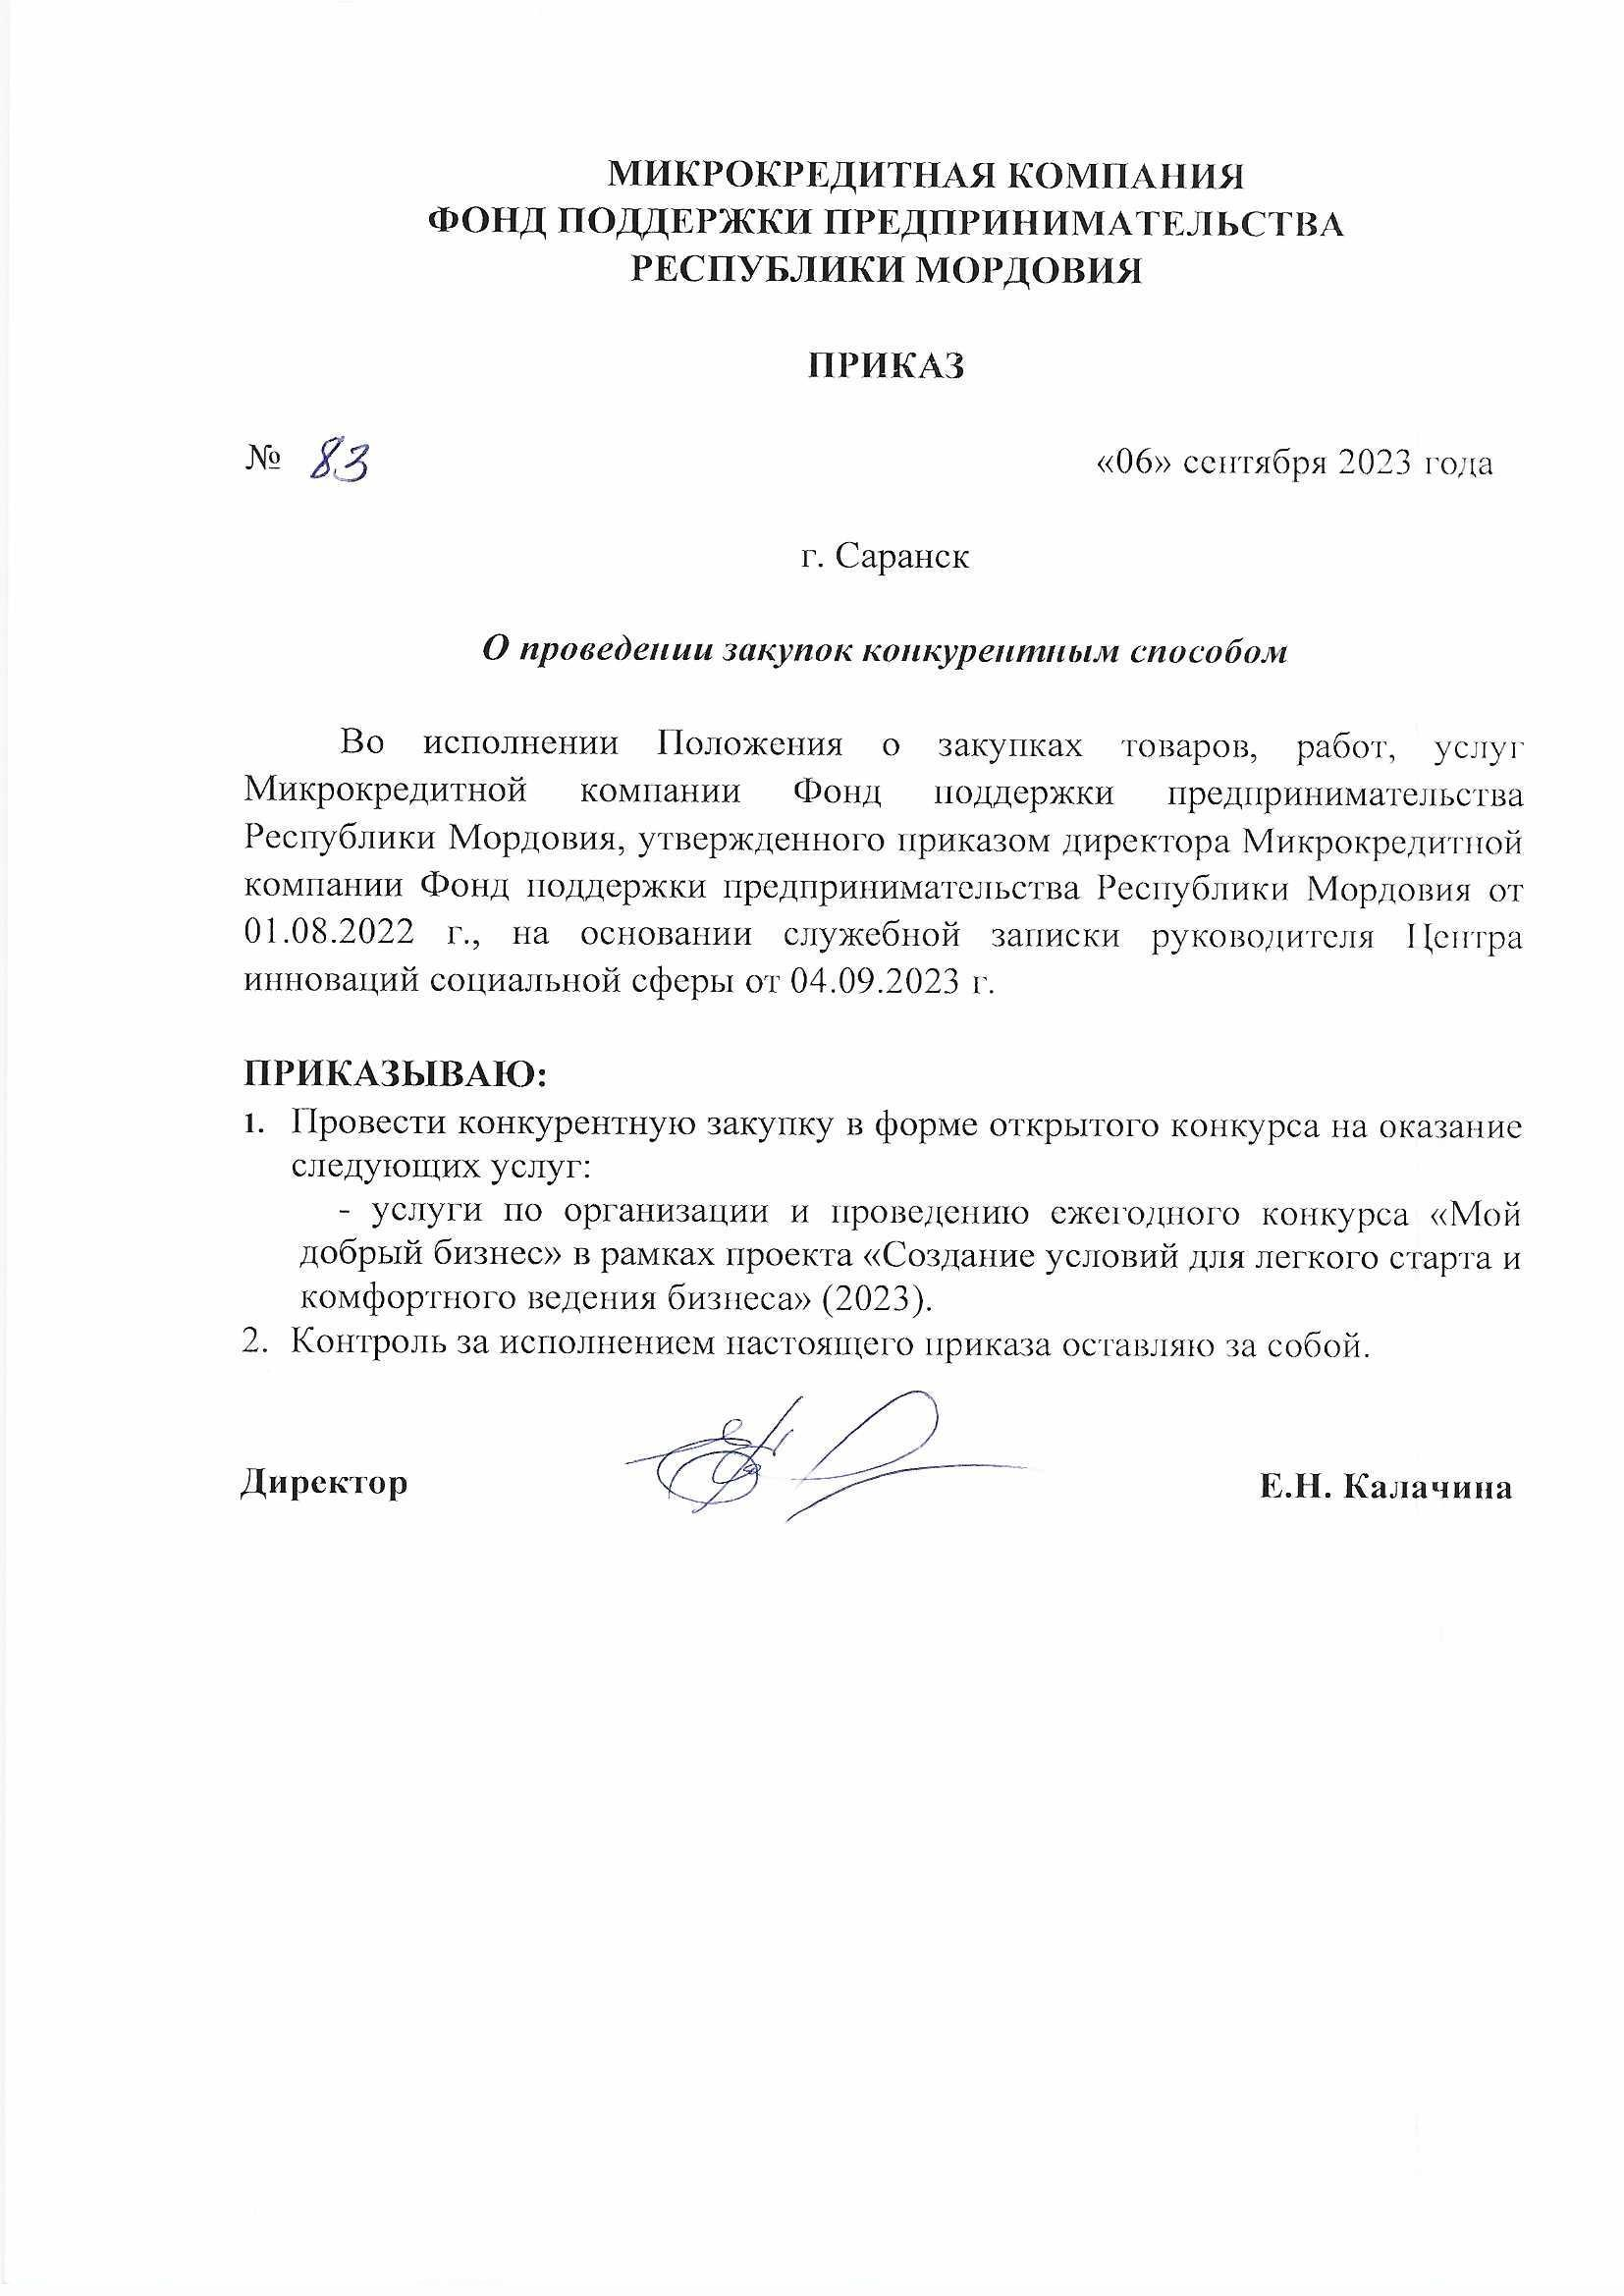 МИКРОКРЕДИТНАЯ КОМПАНИЯ
ФОНД ПОДДЕРЖКИ ПРЕДПРИНИМАТЕЛЬСТВА
РЕСПУБЛИКИ МОРДОВИЯ
ПРИКАЗ
№ 83 «06» сентября 2023 года
г. Саранск
О проведении закупок конкурентным способом
Во исполнении Положения о закупках товаров, работ, услуг
Микрокредитной компании Фонд поддержки предпринимательства
Республики Мордовия, утвержденного приказом директора Микрокредитной
компании Фонд поддержки предпринимательства Республики Мордовия от
01.08.2022 г., на основании служебной записки руководителя Центра
инноваций социальной сферы от 04.09.2023 г.
ПРИКАЗЫВАЮ:
1. Провести конкурентную закупку в форме открытого конкурса на оказание
следующих услуг:
- услуги по организации и проведению ежегодного конкурса «Мой
добрый бизнес» в рамках проекта «Создание условий для легкого старта и
комфортного ведения бизнеса» (2023).
2. Контроль за исполнением настоящего приказа оставляю за собой.
Директор Е.Н. Калачина